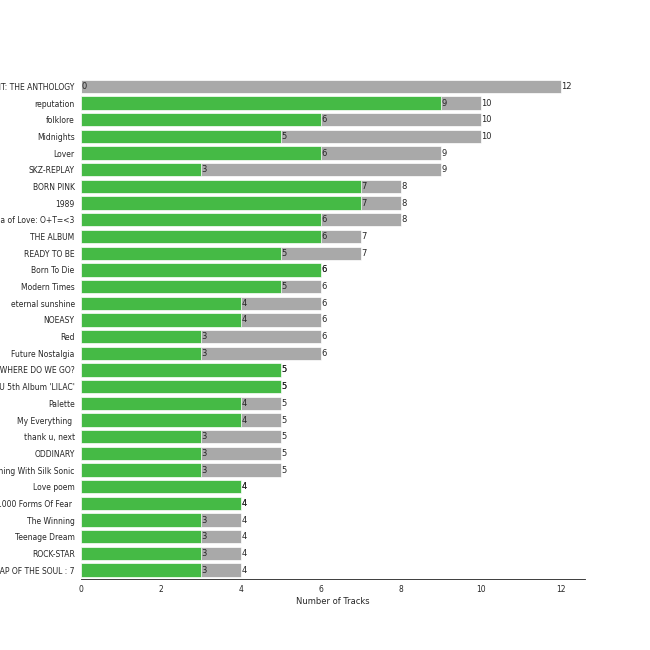 T: THE ANTHOLOGY 0 12
reputation 9 10
folklore 6 10
Midnights 5 10
Lover 6 9
SKZ-REPLAY 3 9
BORN PINK 7 8
1989 7 8
a of Love: O+T=<3 6 8
THE ALBUM 6 7
READY TO BE 5 7
Born To Die 6 6
Modern Times 5 6
eternal sunshine 4 6
NOEASY 4 6
Red 3 6
Future Nostalgia 3 6
WHERE DO WE GO? 5 5
U 5th Album 'LILAC' 5 5
Palette 4 5
My Everything 4 5
thank u, next 3 5
ODDINARY 3 5
ning With Silk Sonic 3 5
Love poem 4 4
000 Forms Of Fear 4 4
The Winning 3 4
Teenage Dream 3 4
ROCK-STAR 3 4
AP OF THE SOUL : 7 3 4
0 2 4 6 8 10 12
Number of Tracks